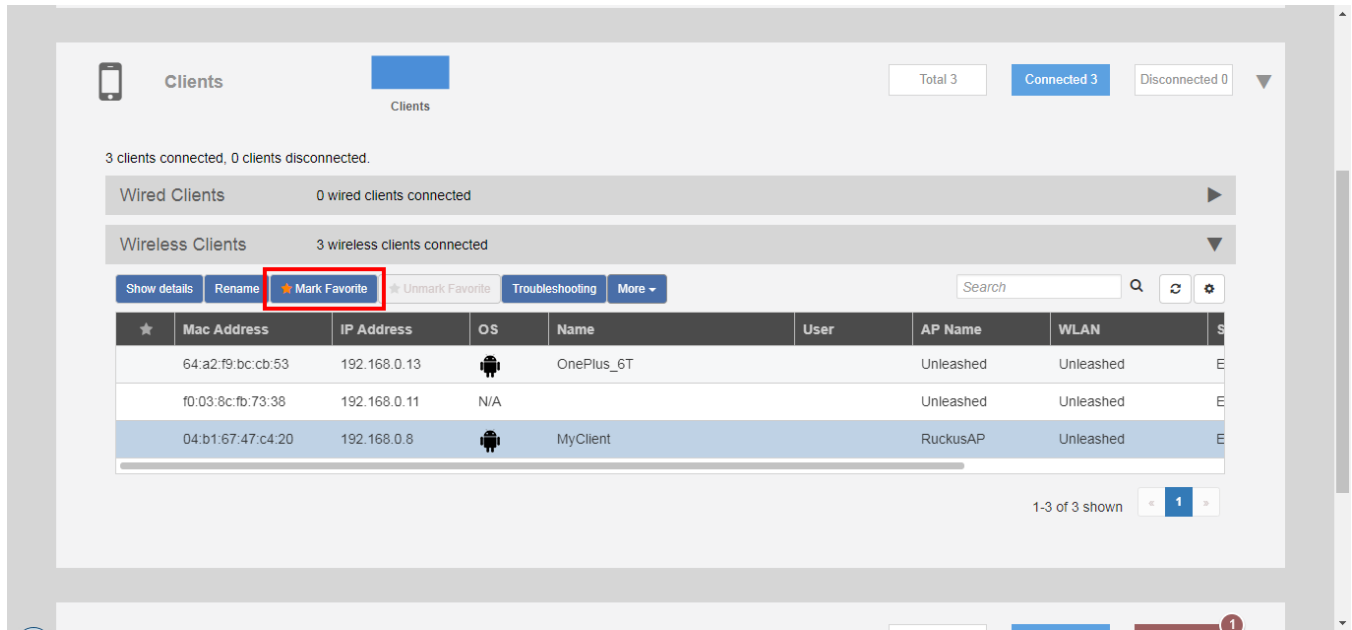 Clients
Clients
Total 3
Connected 3
Disconnected 0
3 clients connected, 0 clients disconnected.
Wired Clients 0 wired clients connected
Wireless Clients 3 wireless clients connected
Show details Rename Mark Favorite Unmark Favorite Troubleshooting More Search
Mac Address IP Address OS Name User AP Name WLAN S
64:a2:f9:bc:cb:53 192.168.0.13 OnePlus_6T Unleashed Unleashed E
f0:03:8c:fb:73:38 192.168.0.11 N/A Unleashed Unleashed E
04:b1:67:47:c4:20 192.168.0.8 MyClient RuckusAP Unleashed E
1-3 of 3 shown « 1 »
1